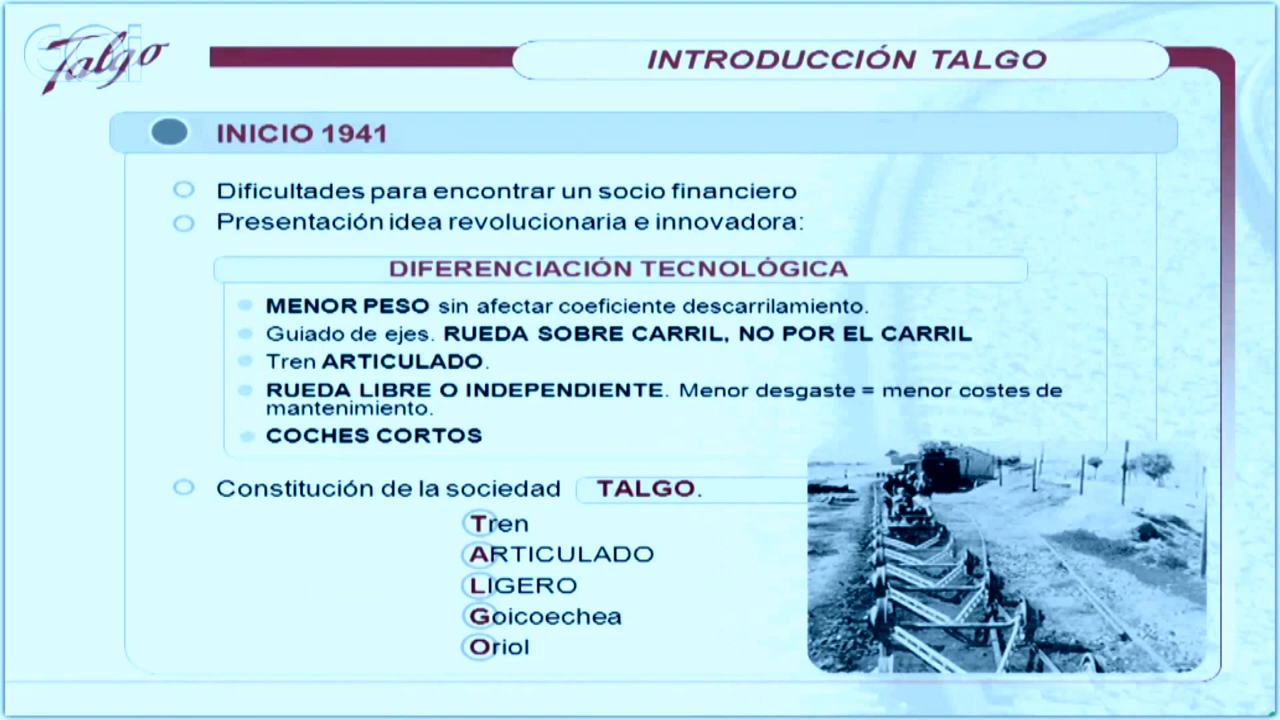 Talgo
INTRODUCCIÓN TALGO
INICIO 1941
Dificultades para encontrar un socio financiero
Presentación idea revolucionaria e innovadora:
DIFERENCIACIÓN TECNOLÓGICA
MENOR PESO sin afectar coeficiente descarrilamiento.
Guiado de ejes. RUEDA SOBRE CARRIL, NO POR EL CARRIL
Tren ARTICULADO.
RUEDA LIBRE O INDEPENDIENTE. Menor desgaste = menor costes de
mantenimiento.
COCHES CORTOS
Constitución de la sociedad TALGO.
Tren
ARTICULADO
LIGERO
Goicoechea
Oriol